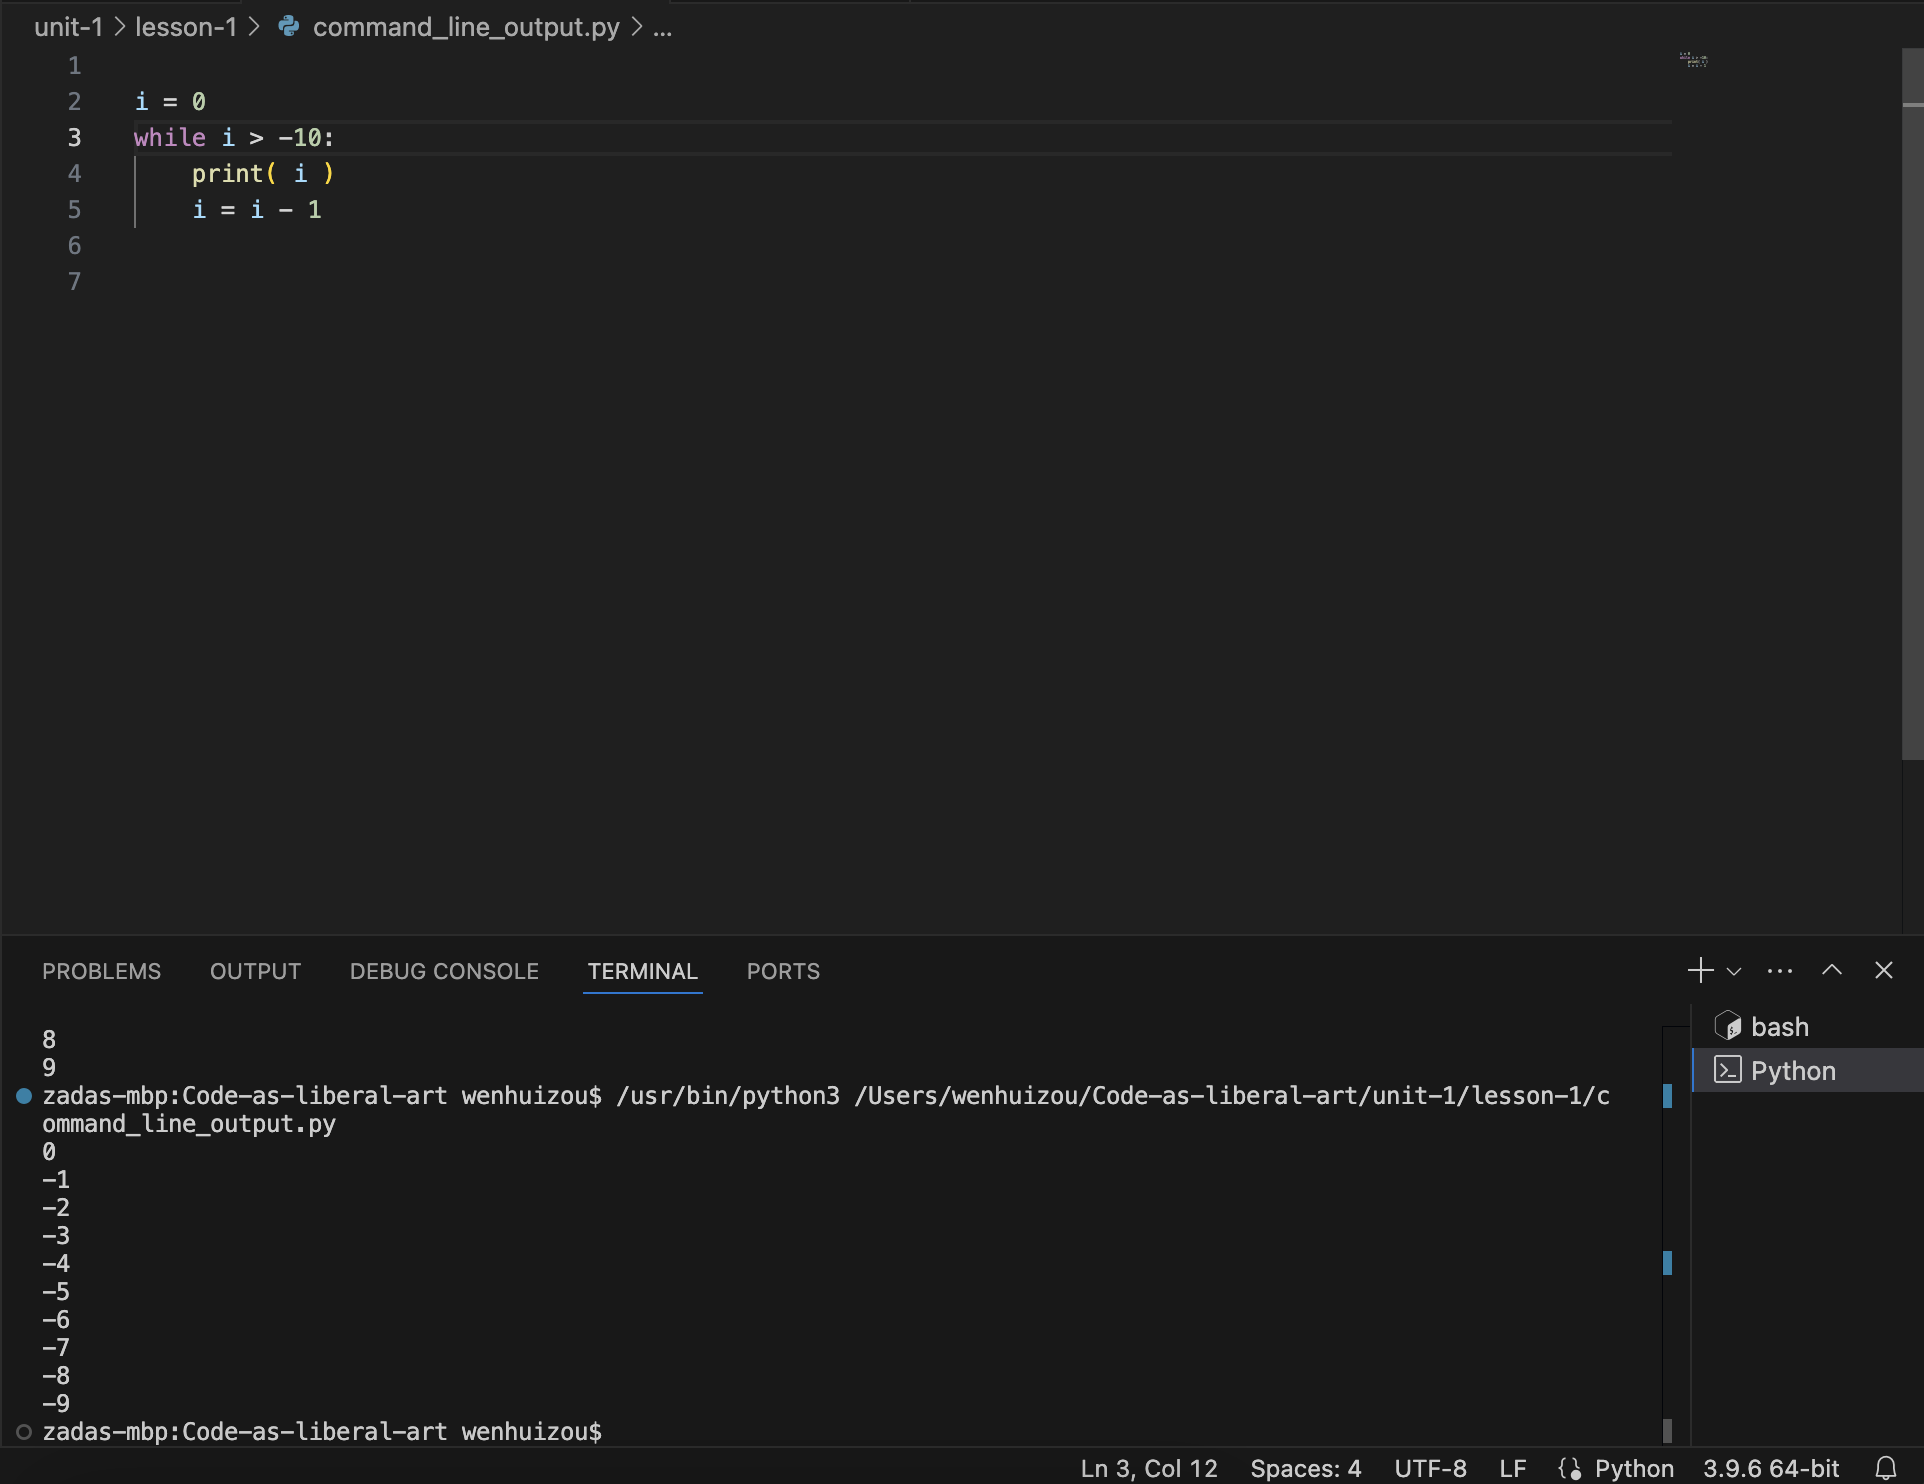 unit-1 > lesson-1 > command_line_output.py > ...
1
2 i = 0
3 while i > -10:
4     print( i )
5     i = i - 1
6
7
PROBLEMS OUTPUT DEBUG CONSOLE TERMINAL PORTS
bash
Python
8
9
zadas-mbp:Code-as-liberal-art wenhuizou$ /usr/bin/python3 /Users/wenhuizou/Code-as-liberal-art/unit-1/lesson-1/c
ommand_line_output.py
0
-1
-2
-3
-4
-5
-6
-7
-8
-9
zadas-mbp:Code-as-liberal-art wenhuizou$
Ln 3, Col 12 Spaces: 4 UTF-8 LF {} Python 3.9.6 64-bit